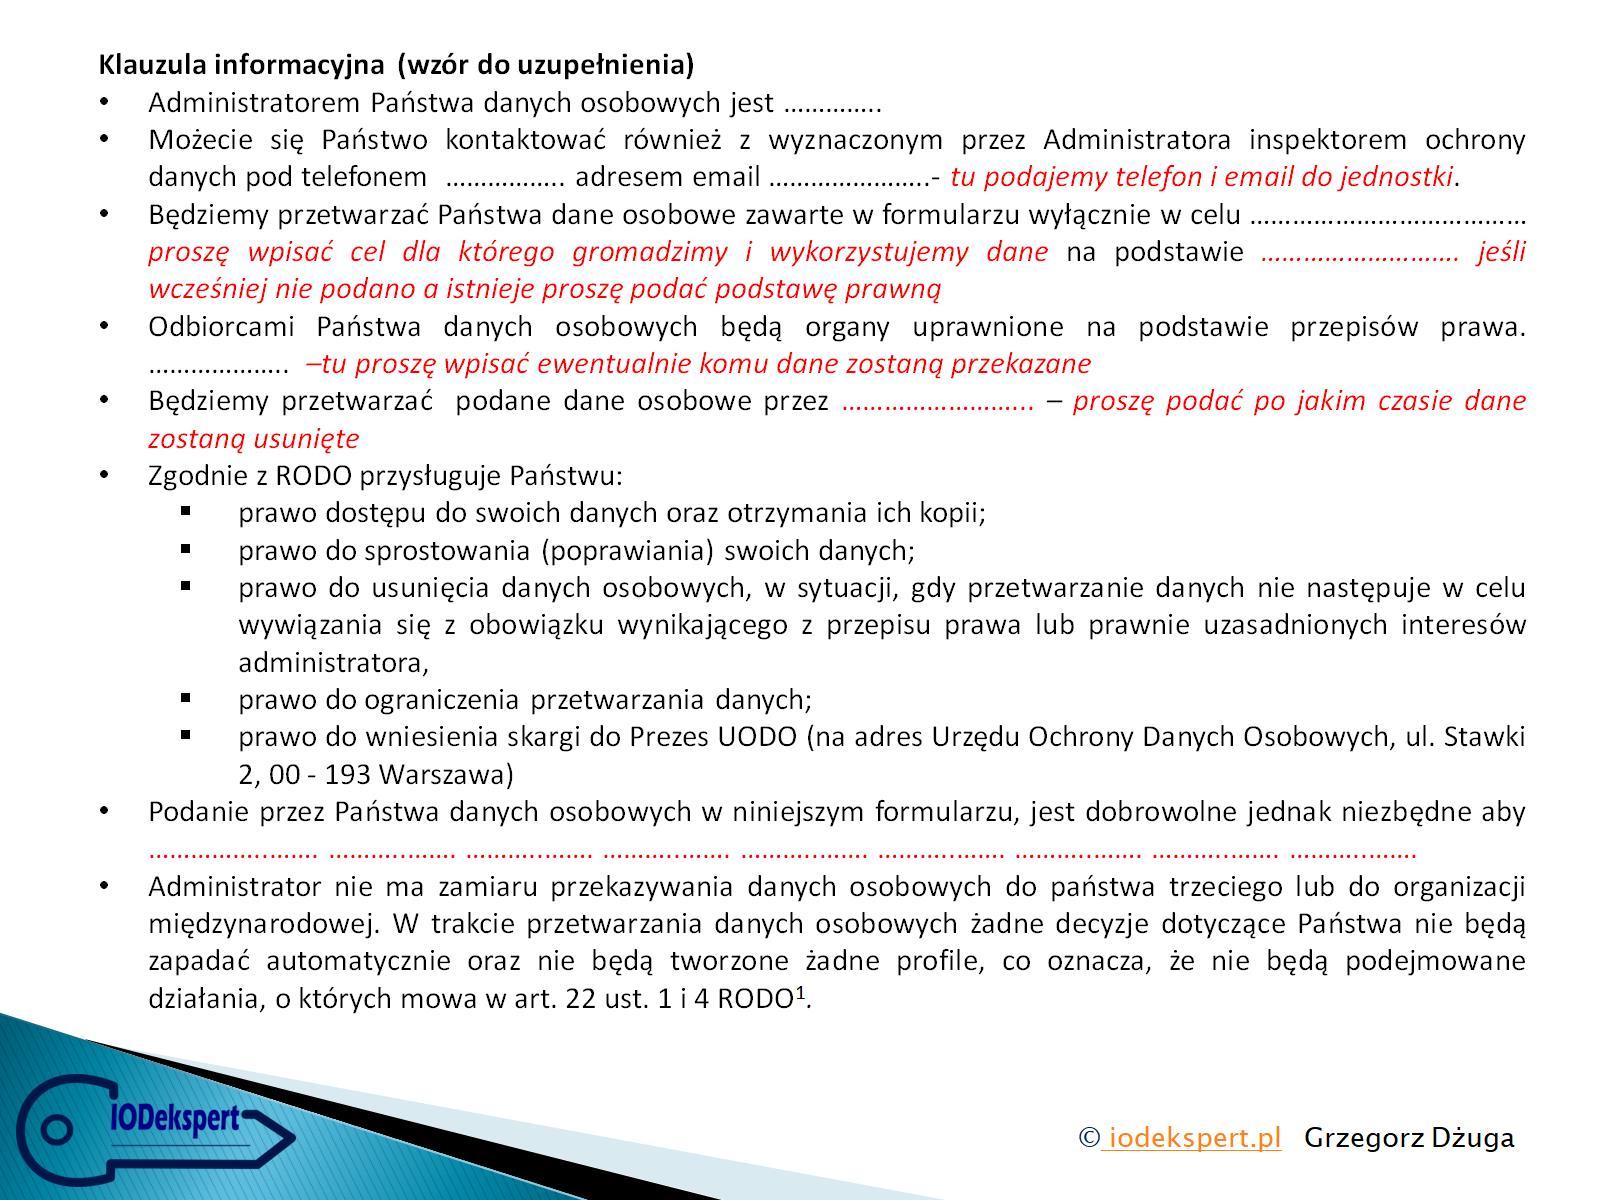 Klauzula informacyjna (wzór do uzupełnienia)
• Administratorem Państwa danych osobowych jest …………..
• Możecie się Państwo kontaktować również z wyznaczonym przez Administratora inspektorem ochrony
danych pod telefonem …………….. adresem email …………………..- tu podajemy telefon i email do jednostki.
• Będziemy przetwarzać Państwa dane osobowe zawarte w formularzu wyłącznie w celu …………………………………
proszę wpisać cel dla którego gromadzimy i wykorzystujemy dane na podstawie ………………………. jeśli
wcześniej nie podano a istnieje proszę podać podstawę prawną
• Odbiorcami Państwa danych osobowych będą organy uprawnione na podstawie przepisów prawa.
……………….. –tu proszę wpisać ewentualnie komu dane zostaną przekazane
• Będziemy przetwarzać podane dane osobowe przez ……………………... – proszę podać po jakim czasie dane
zostaną usunięte
• Zgodnie z RODO przysługuje Państwu:
▪ prawo dostępu do swoich danych oraz otrzymania ich kopii;
▪ prawo do sprostowania (poprawiania) swoich danych;
▪ prawo do usunięcia danych osobowych, w sytuacji, gdy przetwarzanie danych nie następuje w celu
wywiązania się z obowiązku wynikającego z przepisu prawa lub prawnie uzasadnionych interesów
administratora,
▪ prawo do ograniczenia przetwarzania danych;
▪ prawo do wniesienia skargi do Prezes UODO (na adres Urzędu Ochrony Danych Osobowych, ul. Stawki
2, 00 - 193 Warszawa)
• Podanie przez Państwa danych osobowych w niniejszym formularzu, jest dobrowolne jednak niezbędne aby
……………..……. ………..……. ………..……. ………..……. ………..……. ………..……. ………..……. ………..……. ………..…….
• Administrator nie ma zamiaru przekazywania danych osobowych do państwa trzeciego lub do organizacji
międzynarodowej. W trakcie przetwarzania danych osobowych żadne decyzje dotyczące Państwa nie będą
zapadać automatycznie oraz nie będą tworzone żadne profile, co oznacza, że nie będą podejmowane
działania, o których mowa w art. 22 ust. 1 i 4 RODO¹.
IODekspert
© iodekspert.pl Grzegorz Dżuga